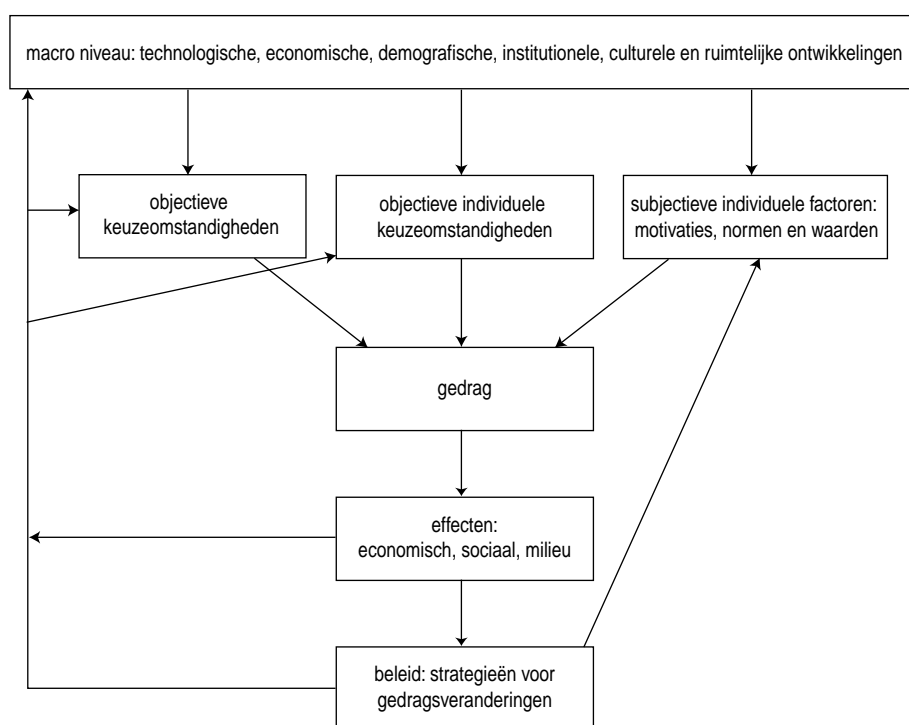 macro niveau: technologische, economische, demografische, institutionele, culturele en ruimtelijke ontwikkelingen
objectieve
keuzeomstandigheden
objectieve individuele
keuzeomstandigheden
subjectieve individuele factoren:
motivaties, normen en waarden
gedrag
effecten:
economisch, sociaal, milieu
beleid: strategieën voor
gedragsveranderingen